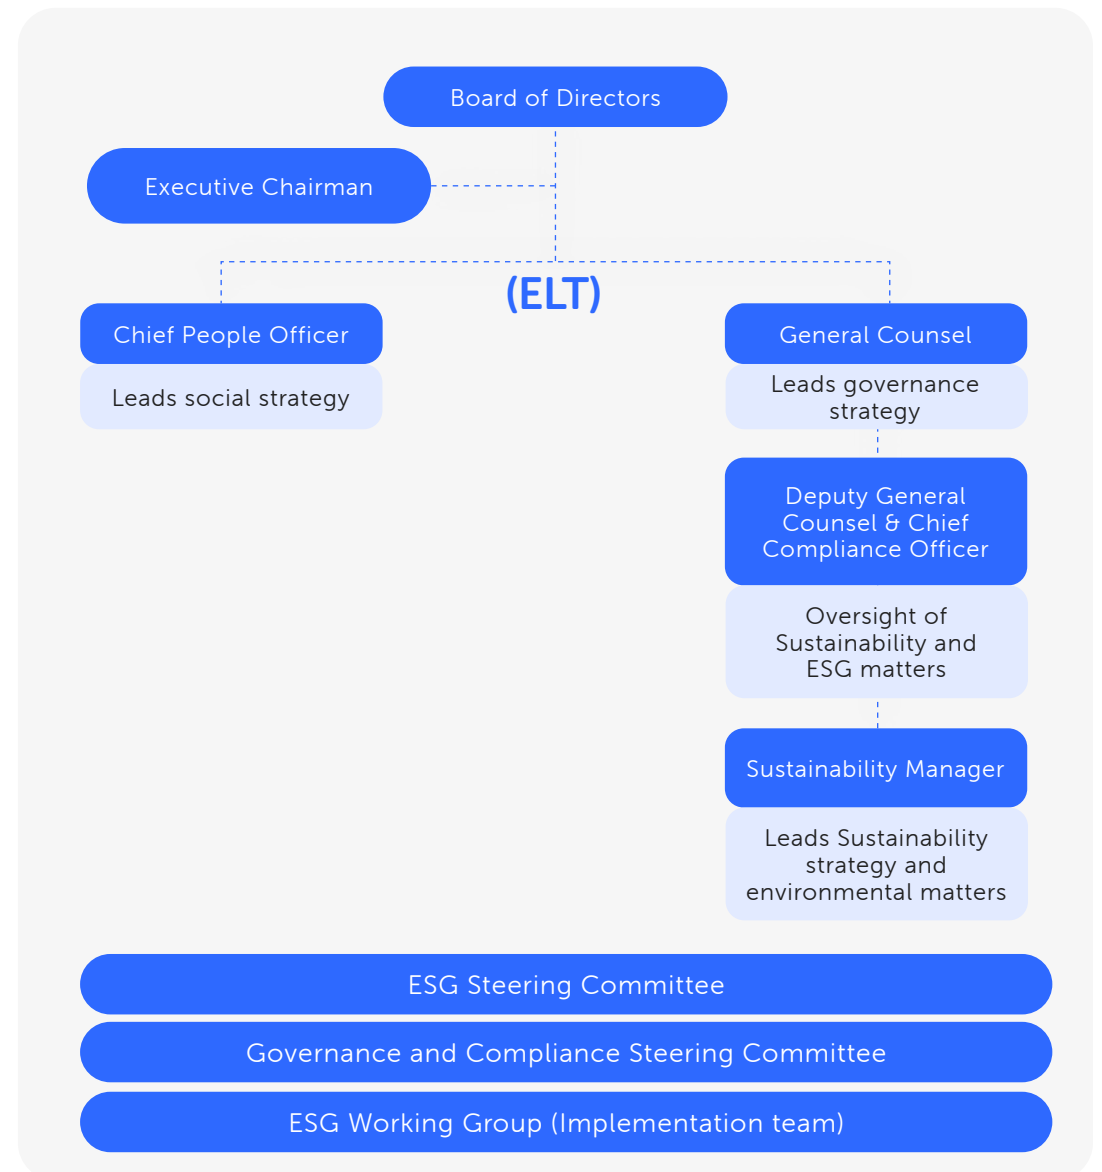 Board of Directors
Executive Chairman
(ELT)
Chief People Officer
Leads social strategy
General Counsel
Leads governance
strategy
Deputy General
Counsel & Chief
Compliance Officer
Oversight of
Sustainability and
ESG matters
Sustainability Manager
Leads Sustainability
strategy and
environmental matters
ESG Steering Committee
Governance and Compliance Steering Committee
ESG Working Group (Implementation team)